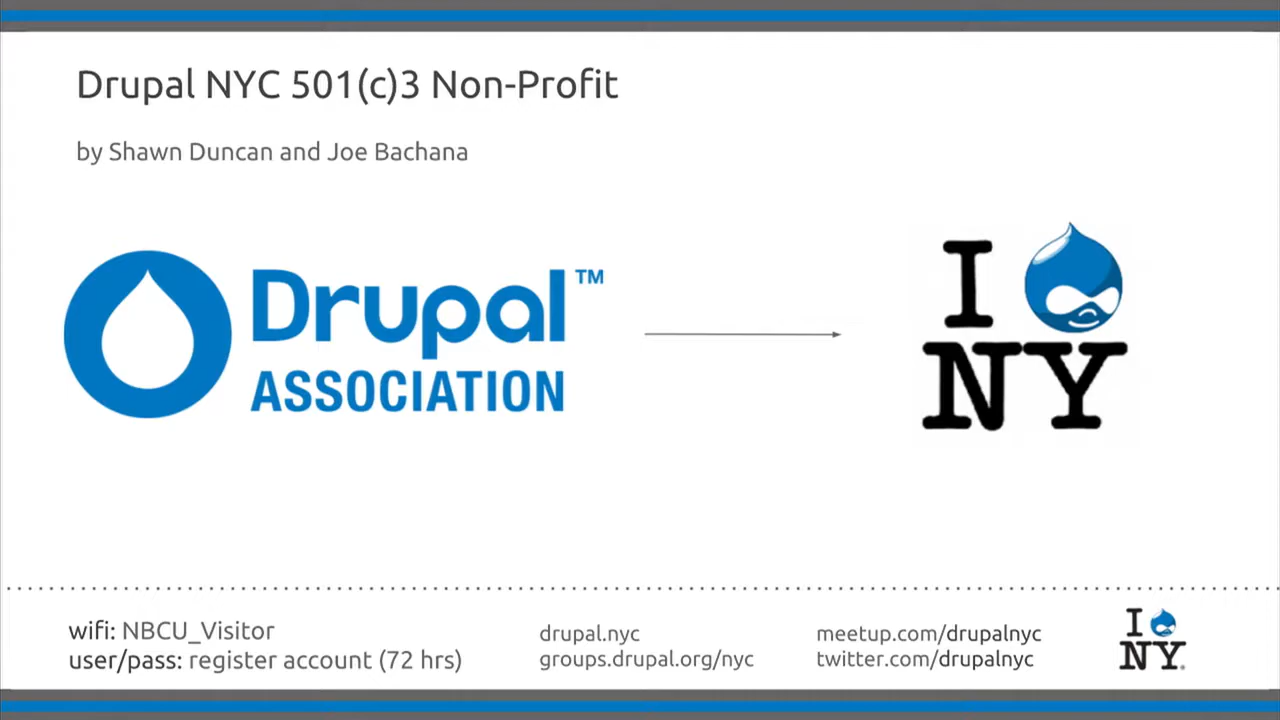 Drupal NYC 501(c)3 Non-Profit
by Shawn Duncan and Joe Bachana
Drupal™
ASSOCIATION
I
NY
wifi: NBCU_Visitor
user/pass: register account (72 hrs)
drupal.nyc
groups.drupal.org/nyc
meetup.com/drupalnyc
twitter.com/drupalnyc
I
NY